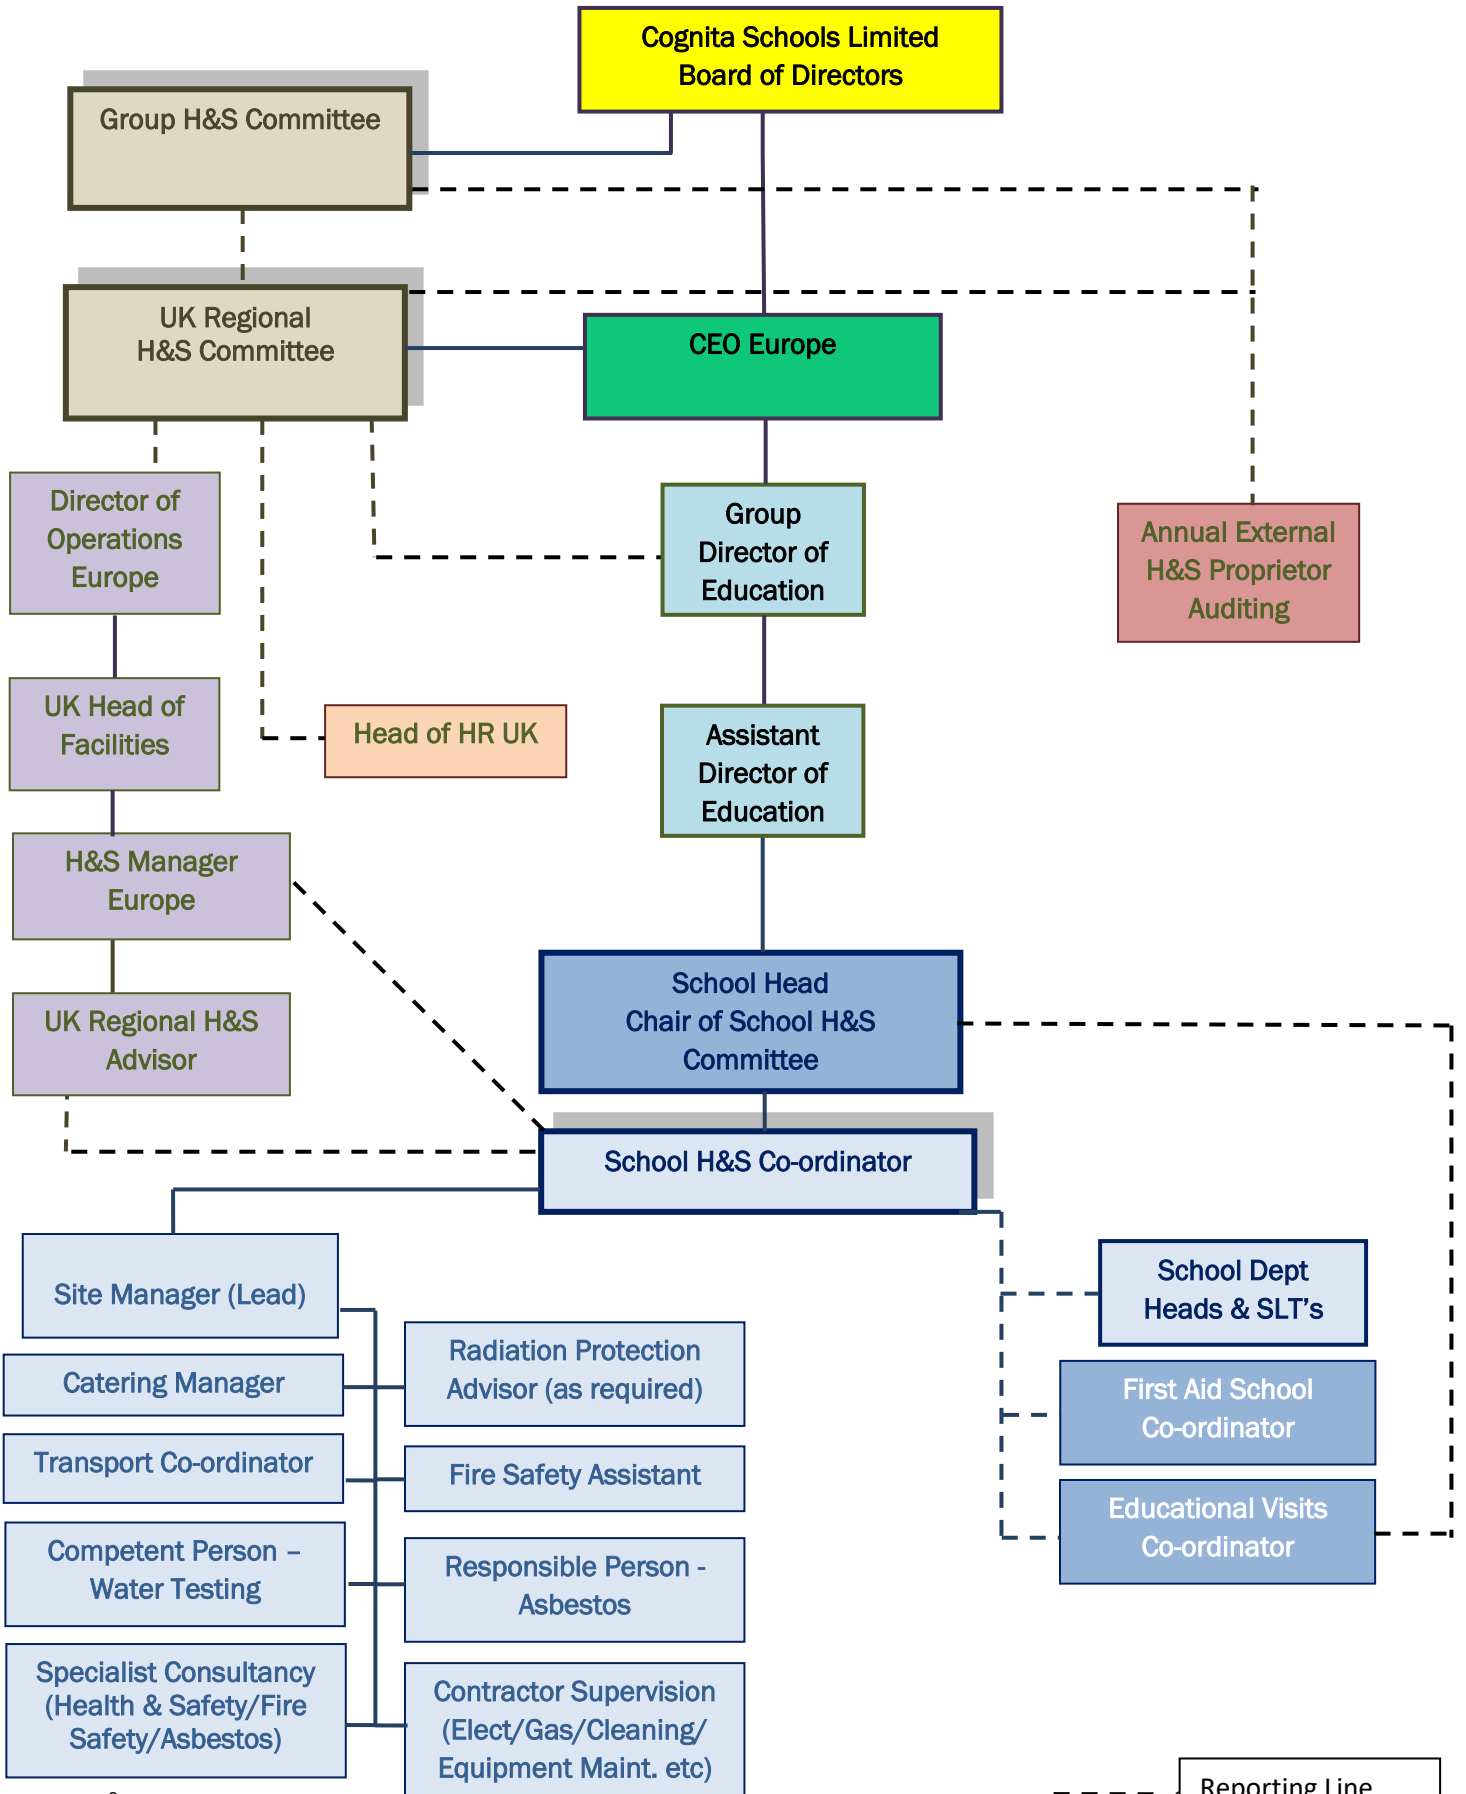 Cognita Schools Limited
Board of Directors
Group H&S Committee
UK Regional
H&S Committee
CEO Europe
Director of
Operations
Europe
Group
Director of
Education
Annual External
H&S Proprietor
Auditing
UK Head of
Facilities
Head of HR UK
Assistant
Director of
Education
H&S Manager
Europe
School Head
Chair of School H&S
Committee
UK Regional H&S
Advisor
School H&S Co-ordinator
Site Manager (Lead)
School Dept
Heads & SLT’s
Radiation Protection
Advisor (as required)
Catering Manager
First Aid School
Co-ordinator
Transport Co-ordinator
Fire Safety Assistant
Educational Visits
Co-ordinator
Competent Person –
Water Testing
Responsible Person -
Asbestos
Specialist Consultancy
(Health & Safety/Fire
Safety/Asbestos)
Contractor Supervision
(Elect/Gas/Cleaning/
Equipment Maint. etc)
Reporting Line